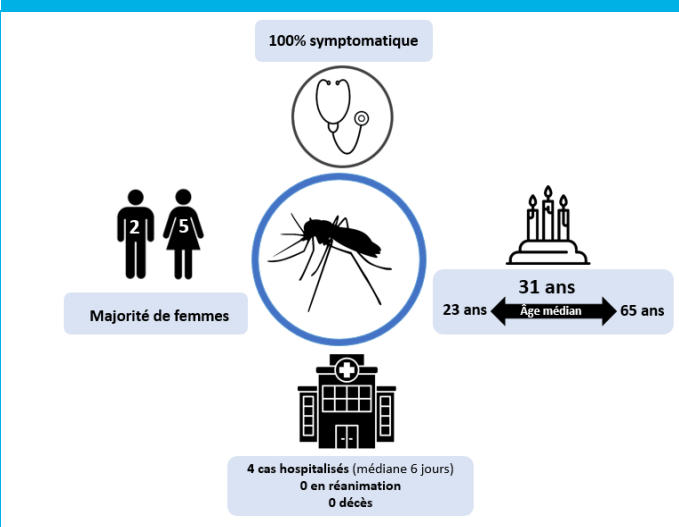 100% symptomatique
2 5
Majorité de femmes
31 ans
23 ans Âge médian 65 ans
4 cas hospitalisés (médiane 6 jours)
0 en réanimation
0 décès